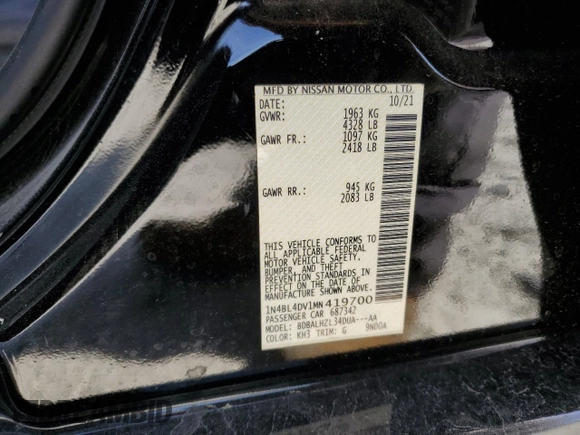 MFD BY NISSAN MOTOR CO., LTD.
DATE: 10/21
GVWR: 1963 KG
4328 LB
GAWR FR.: 1097 KG
2418 LB
GAWR RR.: 945 KG
2083 LB
THIS VEHICLE CONFORMS TO
ALL APPLICABLE FEDERAL
MOTOR VEHICLE SAFETY,
BUMPER, AND THEFT
PREVENTION STANDARDS IN
EFFECT ON THE DATE OF
MANUFACTURE SHOWN ABOVE.
1N4BL4DV1MN419700
PASSENGER CAR 687342
MODEL: BDBALHZL34DUA---AA
COLOR: KH3 TRIM: G 9N00A